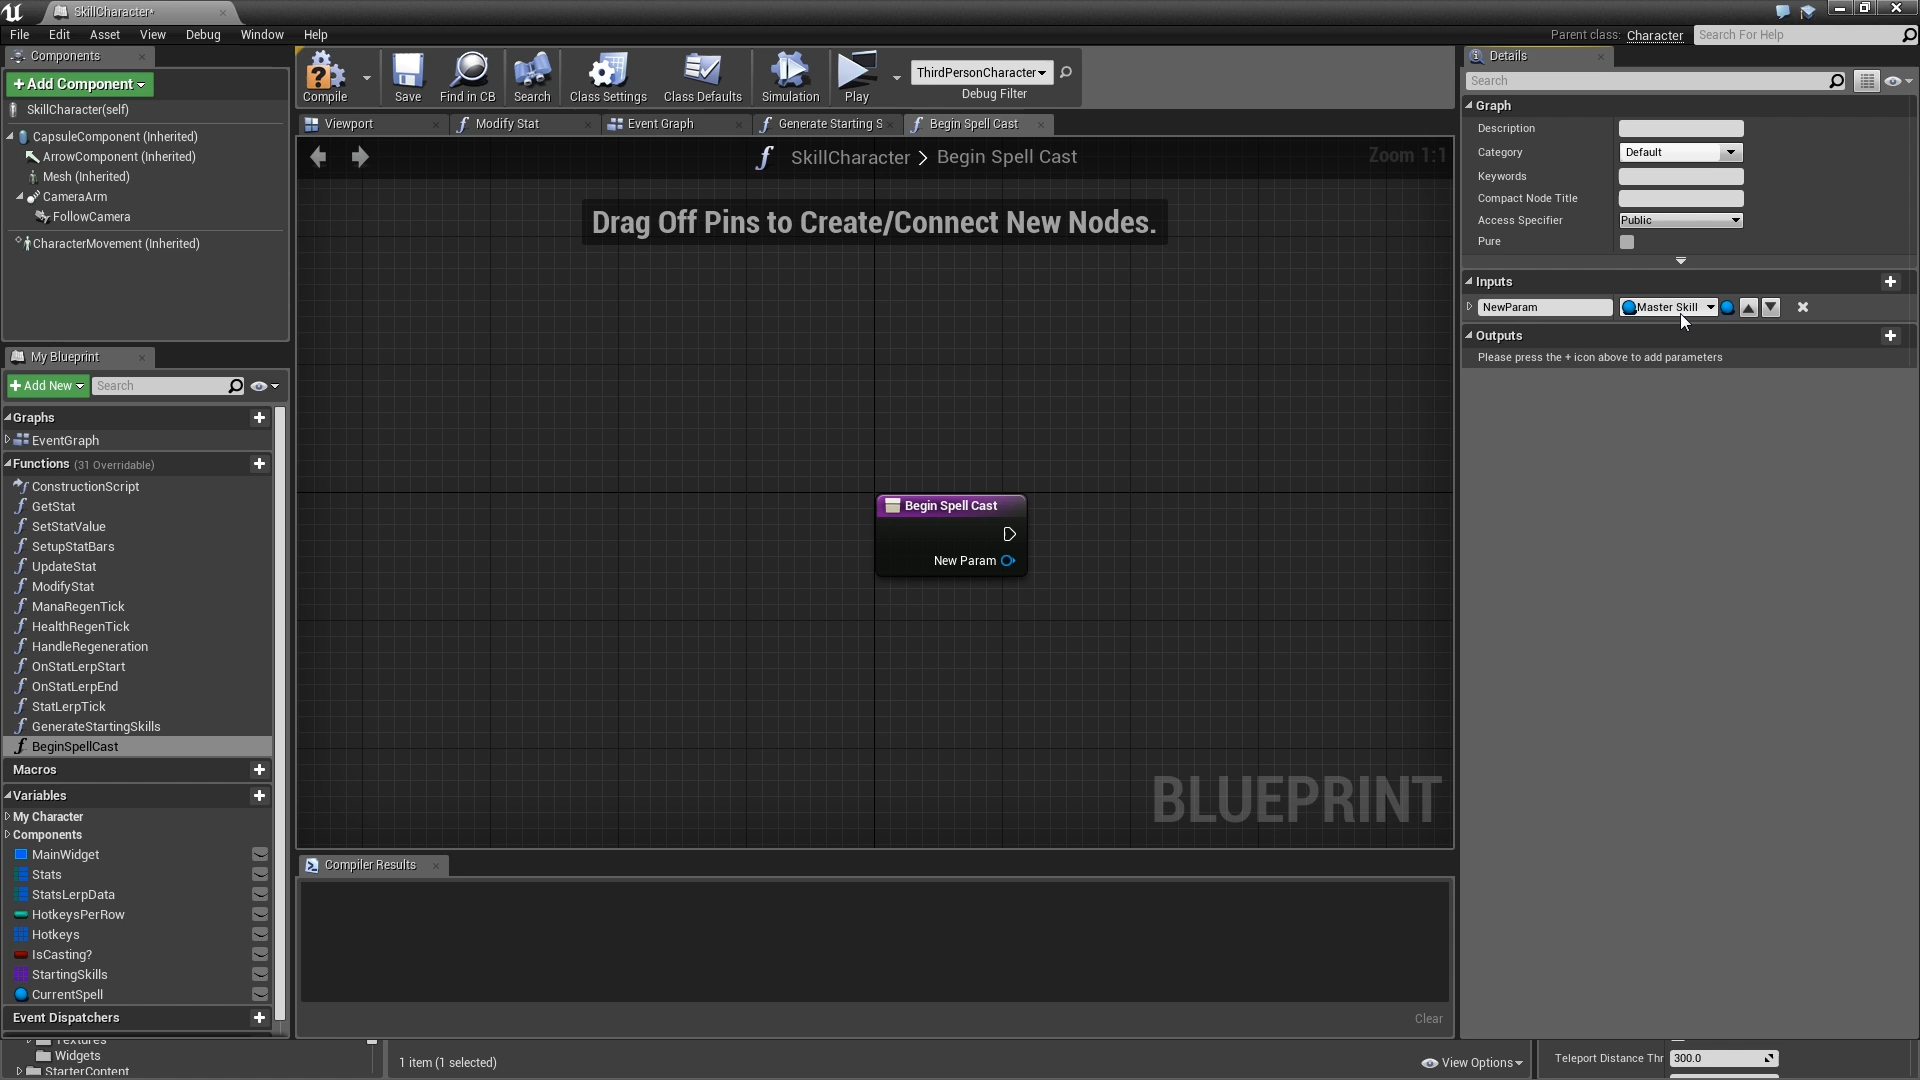 SkillCharacter*
File Edit Asset View Debug Window Help
Parent class: Character
Search For Help
Components
+Add Component
SkillCharacter(self)
CapsuleComponent (Inherited)
ArrowComponent (Inherited)
Mesh (Inherited)
CameraArm
FollowCamera
CharacterMovement (Inherited)
Compile
Save
Find in CB
Search
Class Settings
Class Defaults
Simulation
Play
ThirdPersonCharacter
Debug Filter
Viewport
Modify Stat
Event Graph
Generate Starting S
Begin Spell Cast
SkillCharacter > Begin Spell Cast
Zoom 1:1
Drag Off Pins to Create/Connect New Nodes.
Begin Spell Cast
New Param
BLUEPRINT
My Blueprint
+Add New
Search
Graphs
EventGraph
Functions (31 Overridable)
ConstructionScript
GetStat
SetStatValue
SetupStatBars
UpdateStat
ModifyStat
ManaRegenTick
HealthRegenTick
HandleRegeneration
OnStatLerpStart
OnStatLerpEnd
StatLerpTick
GenerateStartingSkills
BeginSpellCast
Macros
Variables
My Character
Components
MainWidget
Stats
StatsLerpData
HotkeysPerRow
Hotkeys
IsCasting?
StartingSkills
CurrentSpell
Event Dispatchers
Compiler Results
Clear
Details
Search
Graph
Description
Category Default
Keywords
Compact Node Title
Access Specifier Public
Pure
Inputs
NewParam Master Skill
Outputs
Please press the + icon above to add parameters
Textures
Widgets
StarterContent
1 item (1 selected)
View Options
Teleport Distance Thr 300.0